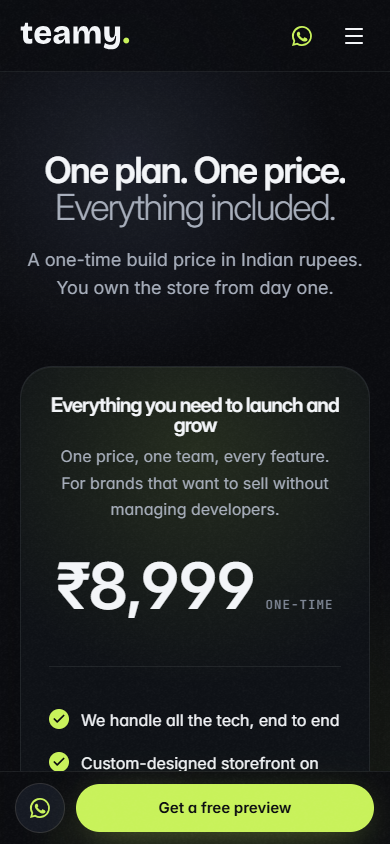 teamy.
One plan. One price.
Everything included.
A one-time build price in Indian rupees.
You own the store from day one.
Everything you need to launch and
grow
One price, one team, every feature.
For brands that want to sell without
managing developers.
₹8,999 ONE-TIME
We handle all the tech, end to end
Custom-designed storefront on
Get a free preview